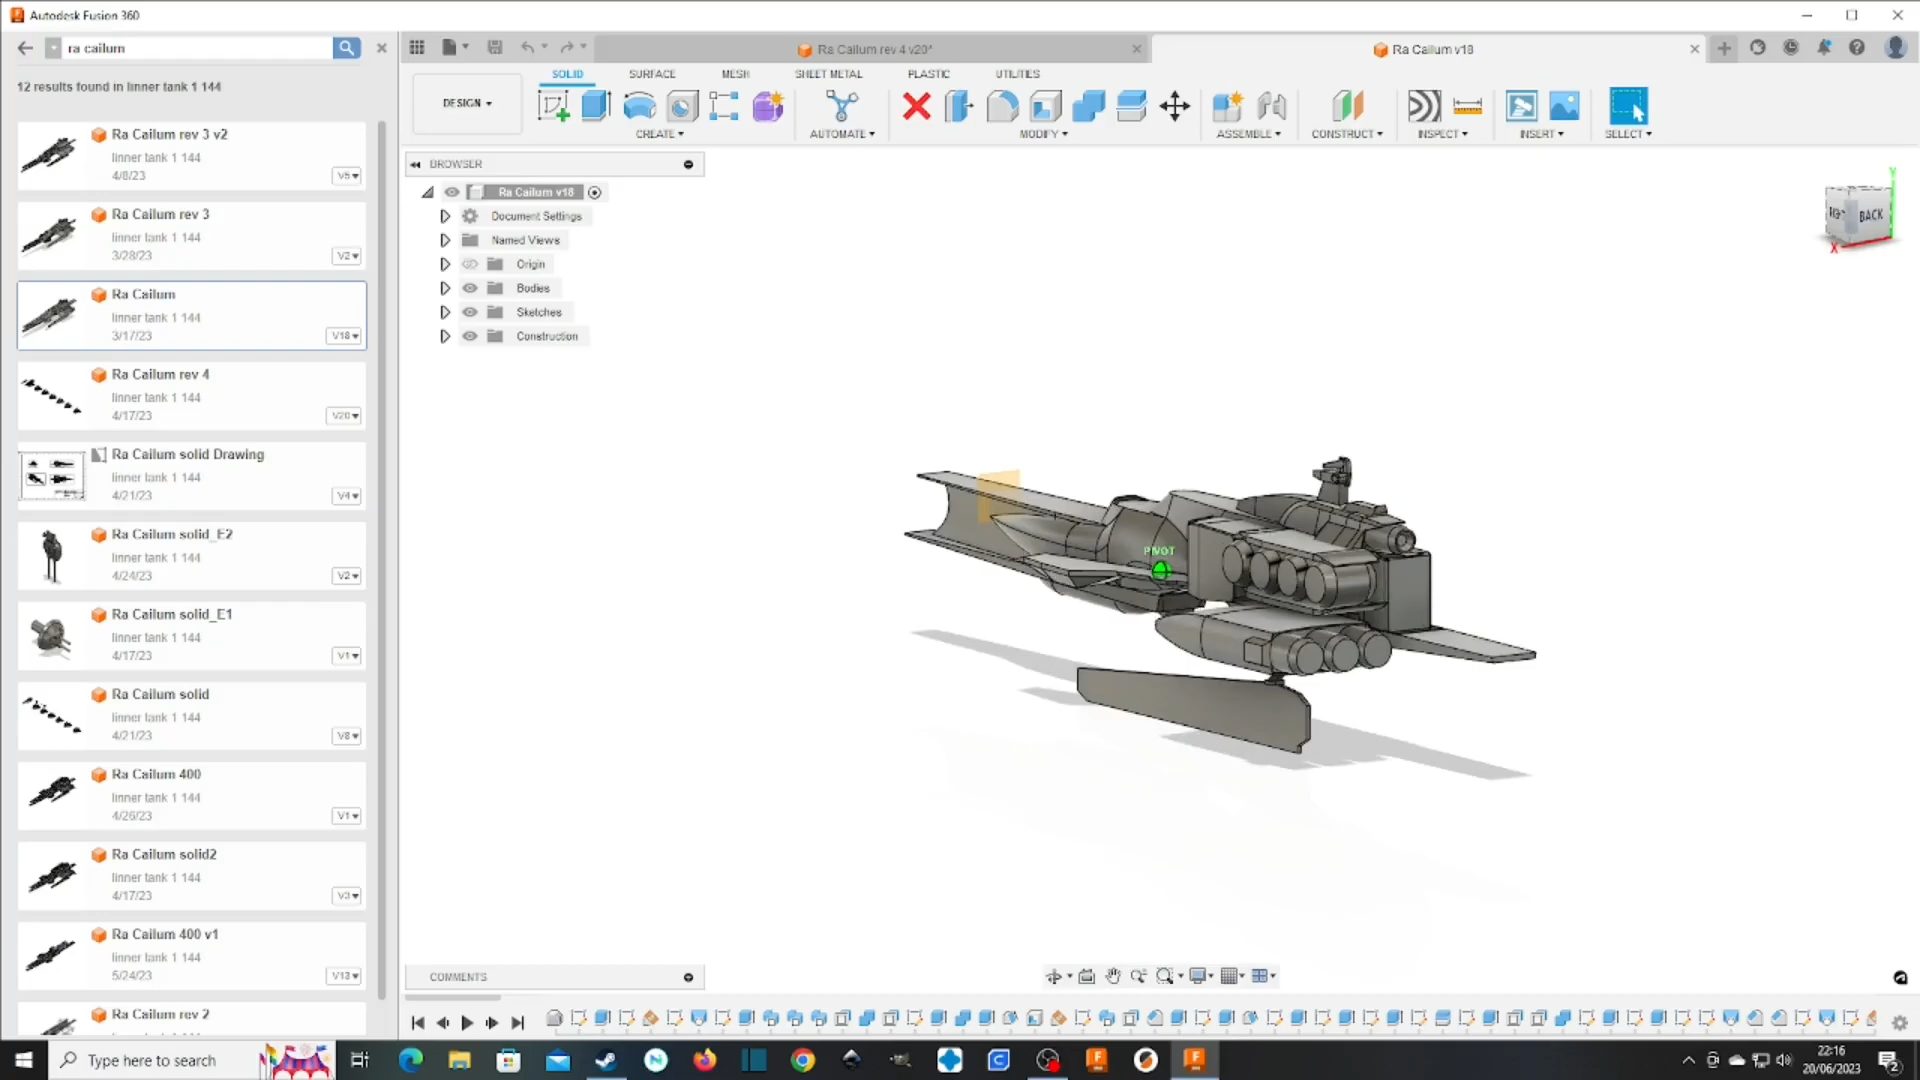 Autodesk Fusion 360
ra cailum
12 results found in linner tank 1 144
Ra Cailum rev 3 v2
linner tank 1 144
4/8/23
V5
Ra Cailum rev 3
linner tank 1 144
3/28/23
V2
Ra Cailum
linner tank 1 144
3/17/23
V18
Ra Cailum rev 4
linner tank 1 144
4/17/23
V20
Ra Cailum solid Drawing
linner tank 1 144
4/21/23
V4
Ra Cailum solid_E2
linner tank 1 144
4/24/23
V2
Ra Cailum solid_E1
linner tank 1 144
4/17/23
V1
Ra Cailum solid
linner tank 1 144
4/21/23
V8
Ra Cailum 400
linner tank 1 144
4/26/23
V1
Ra Cailum solid2
linner tank 1 144
4/17/23
V3
Ra Cailum 400 v1
linner tank 1 144
5/24/23
V13
Ra Cailum rev 2
Ra Cailum rev 4 v20*
Ra Cailum v18
DESIGN
SOLID SURFACE MESH SHEET METAL PLASTIC UTILITIES
CREATE AUTOMATE MODIFY ASSEMBLE CONSTRUCT INSPECT INSERT SELECT
BROWSER
Ra Cailum v18
Document Settings
Named Views
Origin
Bodies
Sketches
Construction
BACK
Y
X
PIVOT
COMMENTS
Type here to search
22:16
20/06/2023
2